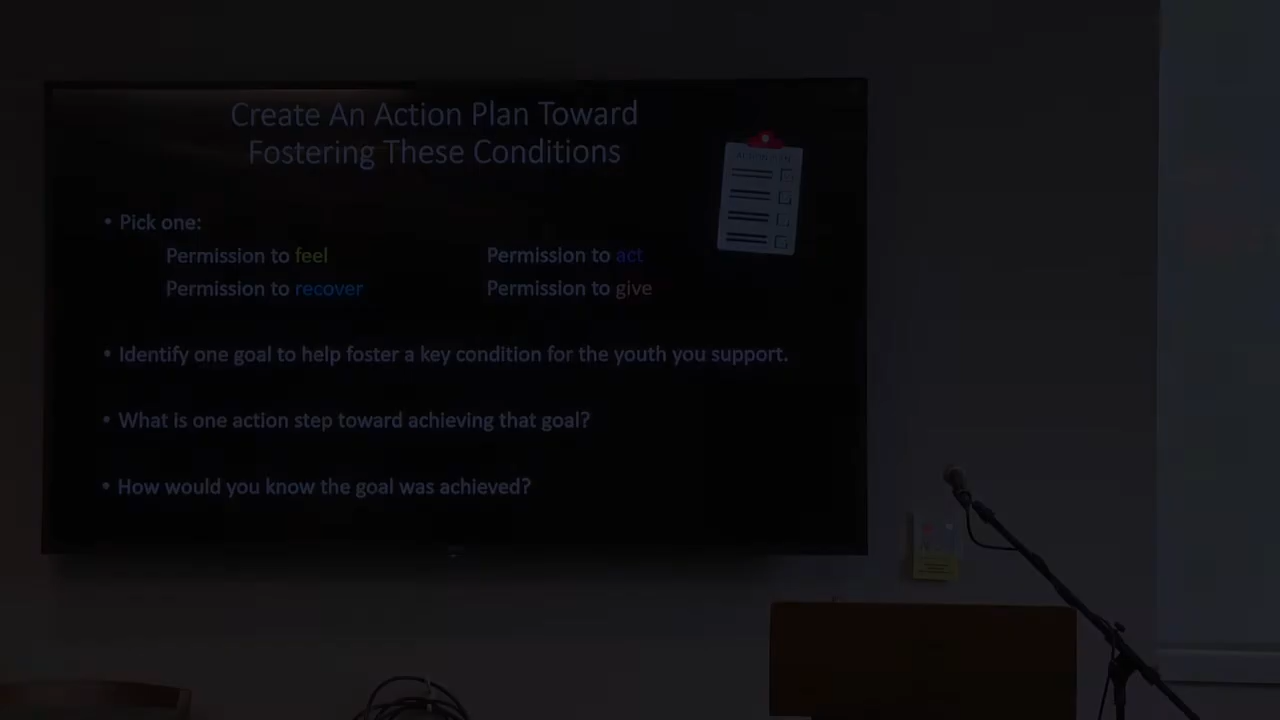 Create An Action Plan Toward
Fostering These Conditions
• Pick one:
Permission to feel
Permission to act
Permission to recover
Permission to give
• Identify one goal to help foster a key condition for the youth you support.
• What is one action step toward achieving that goal?
• How would you know the goal was achieved?